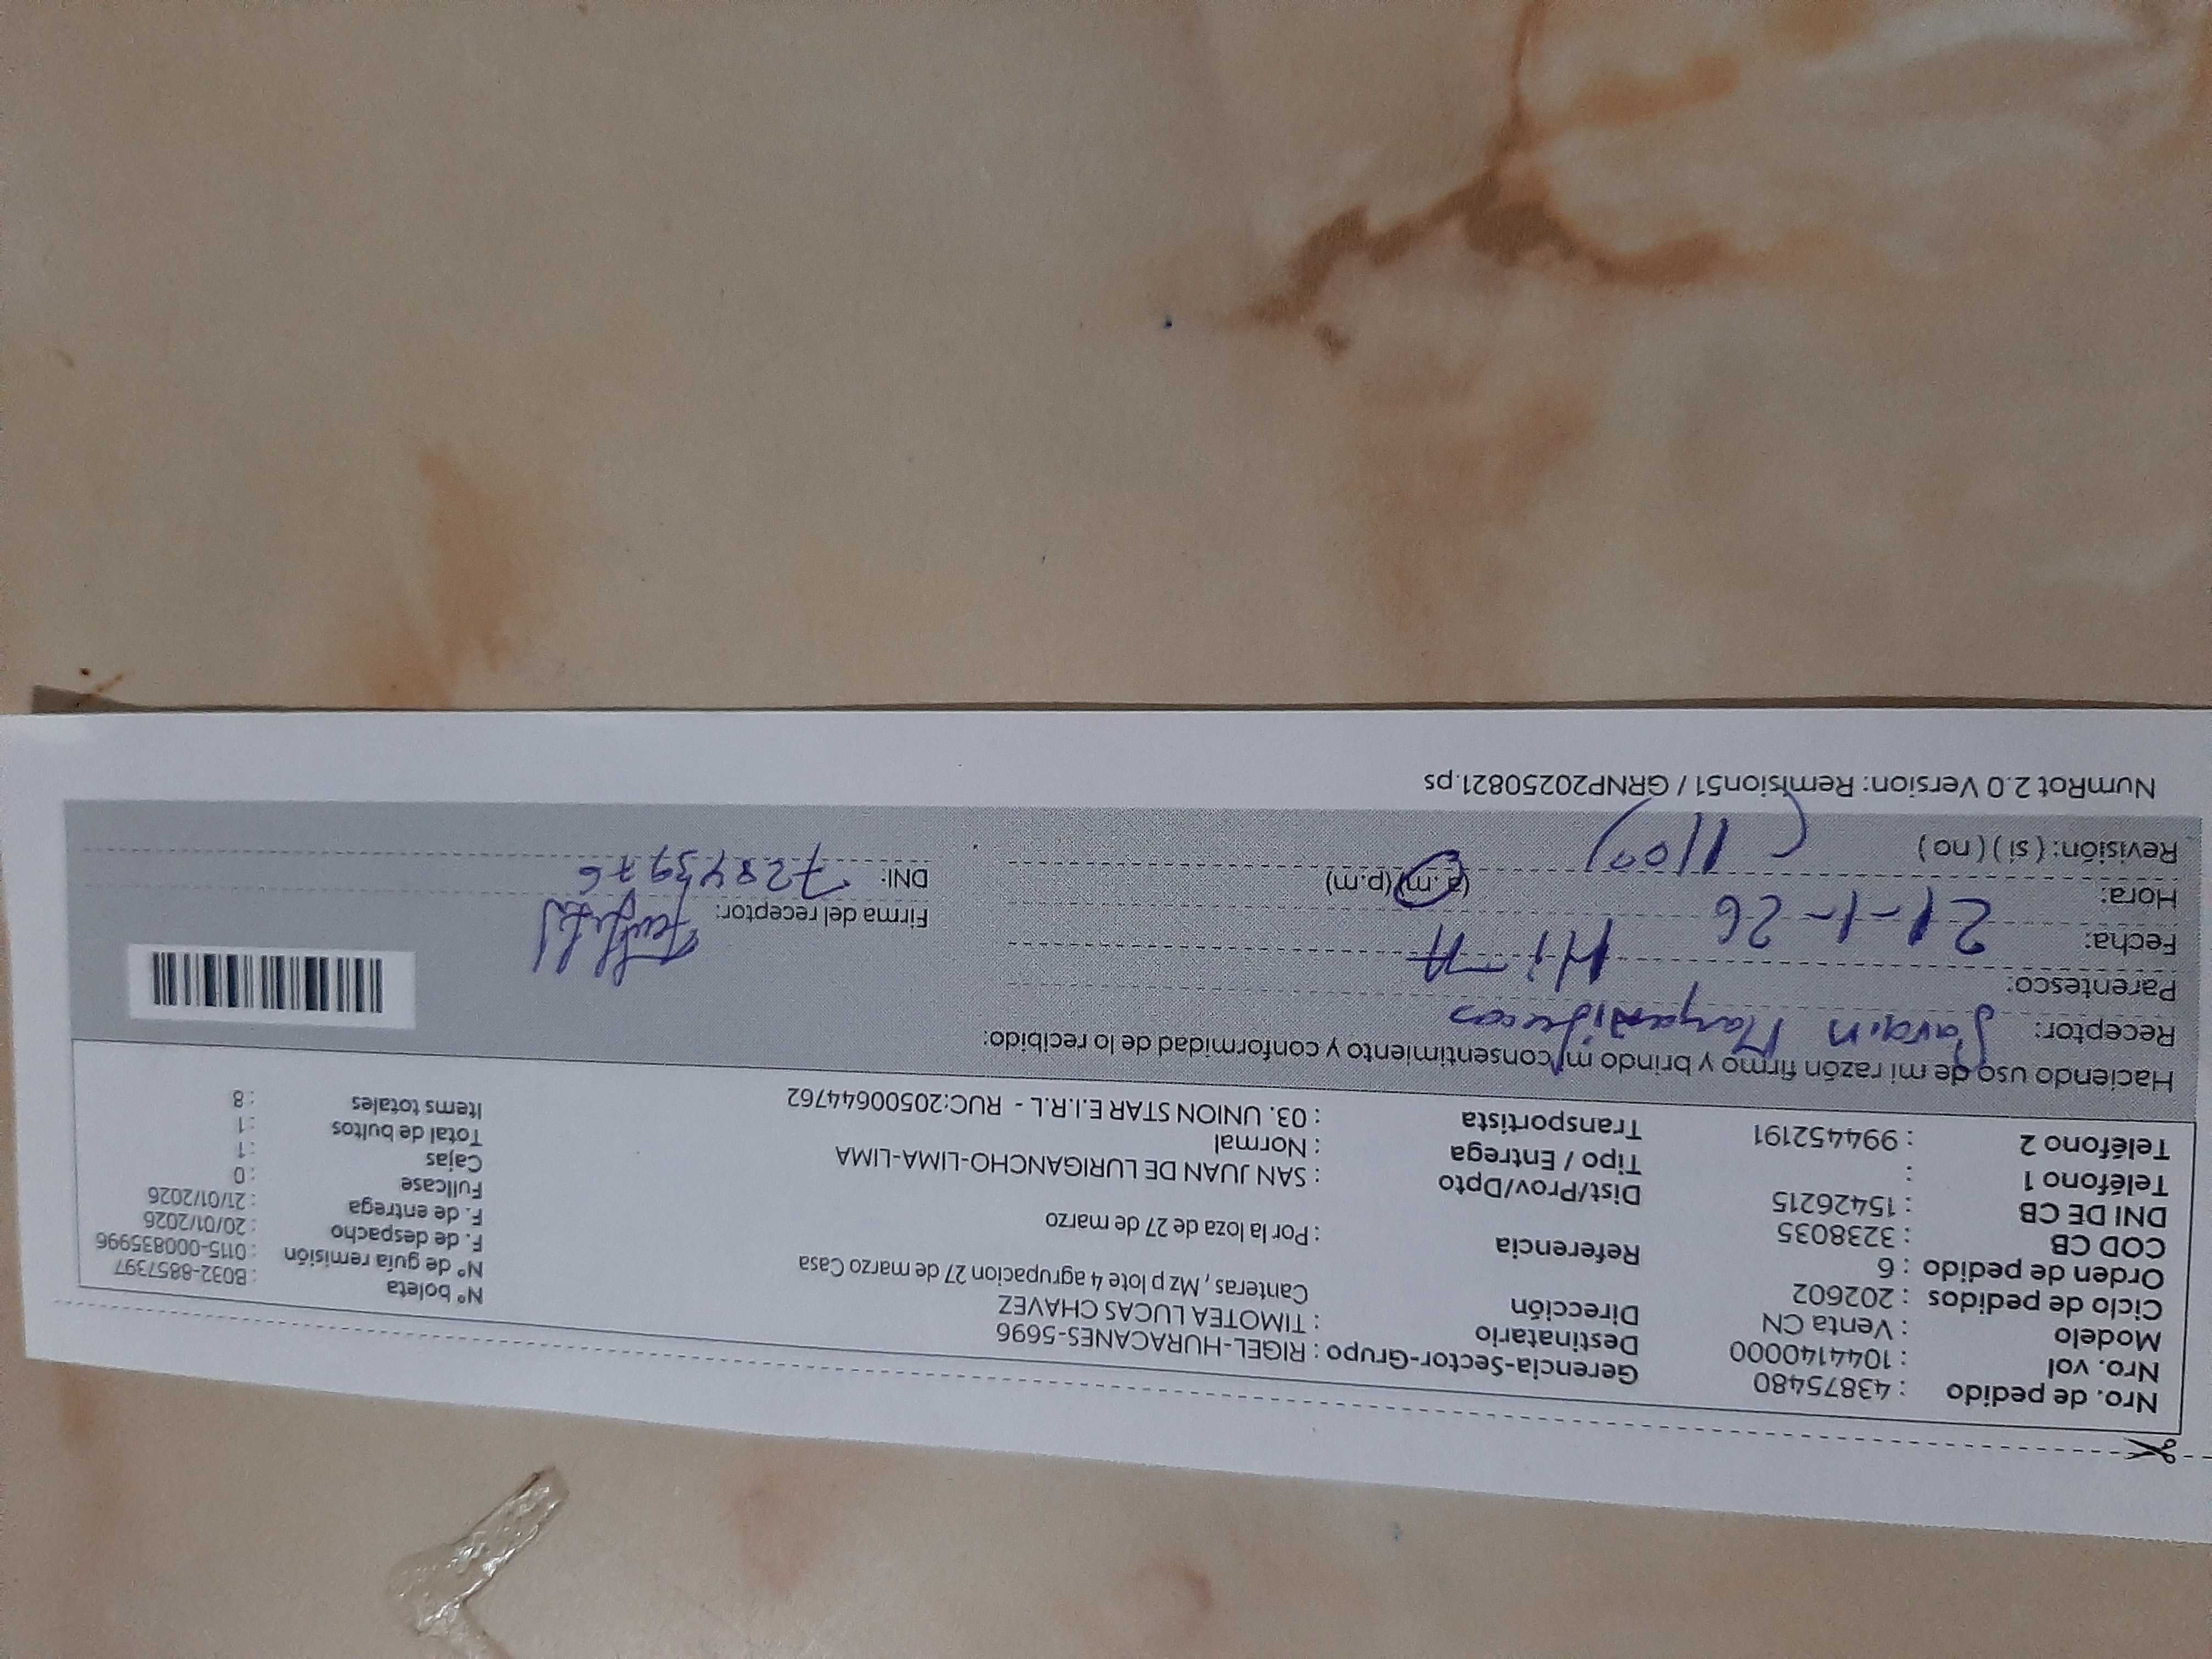 Nro. de pedido : 43875480
Nro. vol : 1044140000
Modelo : Venta CN
Ciclo de pedidos : 202602
Orden de pedido : 6
COD CB : 3238035
DNI DE CB : 15426215
Teléfono 1 :
Teléfono 2 : 994452191
Gerencia-Sector-Grupo : RIGEL-HURACANES-5696
Destinatario : TIMOTEA LUCAS CHAVEZ
Dirección Canteras , Mz p lote 4 agrupacion 27 de marzo Casa
Referencia : Por la loza de 27 de marzo
Dist/Prov/Dpto : SAN JUAN DE LURIGANCHO-LIMA-LIMA
Tipo / Entrega : Normal
Transportista : 03. UNION STAR E.I.R.L - RUC:20500644762
N° boleta : B032-8857397
N° de guía remisión : 0115-000835996
F. de despacho : 20/01/2026
F. de entrega : 21/01/2026
Fullcase : 0
Cajas : 1
Total de bultos : 1
Items totales : 8
Haciendo uso de mi razón firmo y brindo mi consentimiento y conformidad de lo recibido:
Receptor:
Parentesco: Hi-A
Fecha: 21-1-26
Hora: (a.m)(p.m)
Revisión: ( sí ) ( no ) (1100)
Firma del receptor:
DNI: 72845976
NumRot 2.0 Version: Remision51 / GRNP20250821.ps